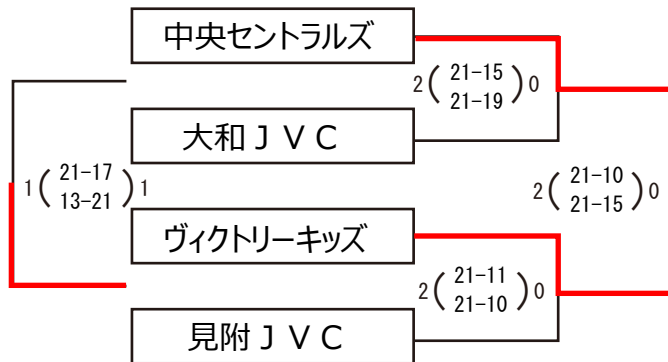 中央セントラルズ
2 ( 21-15 ) 0
21-19
大和ＪＶＣ
1 ( 21-17 ) 1
13-21
2 ( 21-10 ) 0
21-15
ヴィクトリーキッズ
2 ( 21-11 ) 0
21-10
見附ＪＶＣ